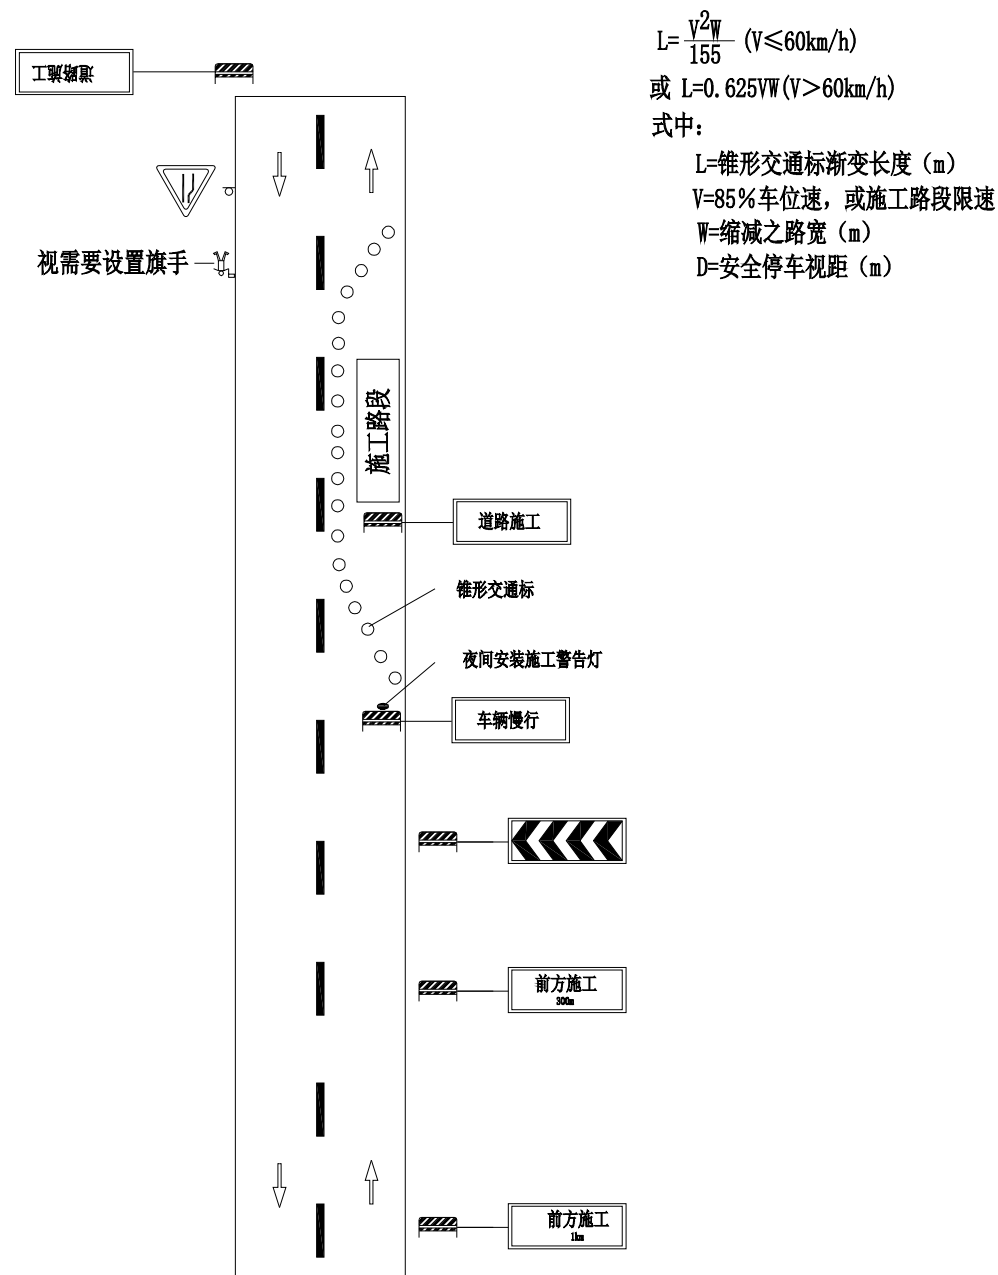 L=V²W/155 (V≤60km/h)
或 L=0.625VW(V＞60km/h)
式中：
L=锥形交通标渐变长度（m）
V=85%车位速，或施工路段限速
W=缩减之路宽（m）
D=安全停车视距（m）
道路施工
视需要设置旗手
施工路段
道路施工
锥形交通标
夜间安装施工警告灯
车辆慢行
前方施工
300m
前方施工
1km